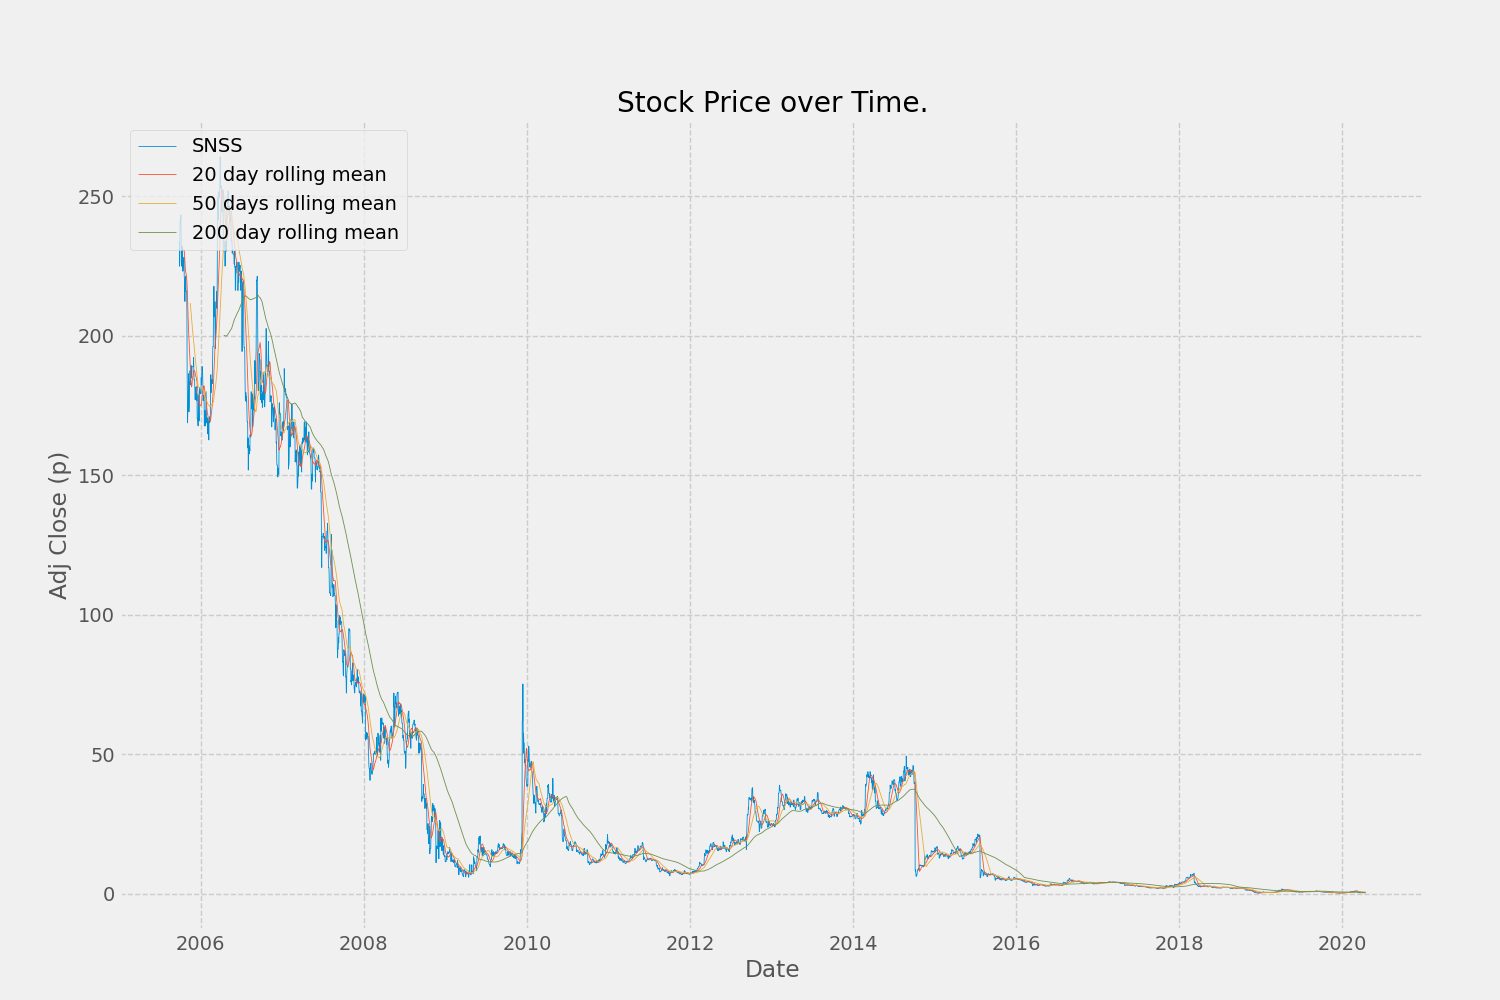 Stock Price over Time.
SNSS
20 day rolling mean
50 days rolling mean
200 day rolling mean
250
200
150
100
50
0
Adj Close (p)
2006 2008 2010 2012 2014 2016 2018 2020
Date